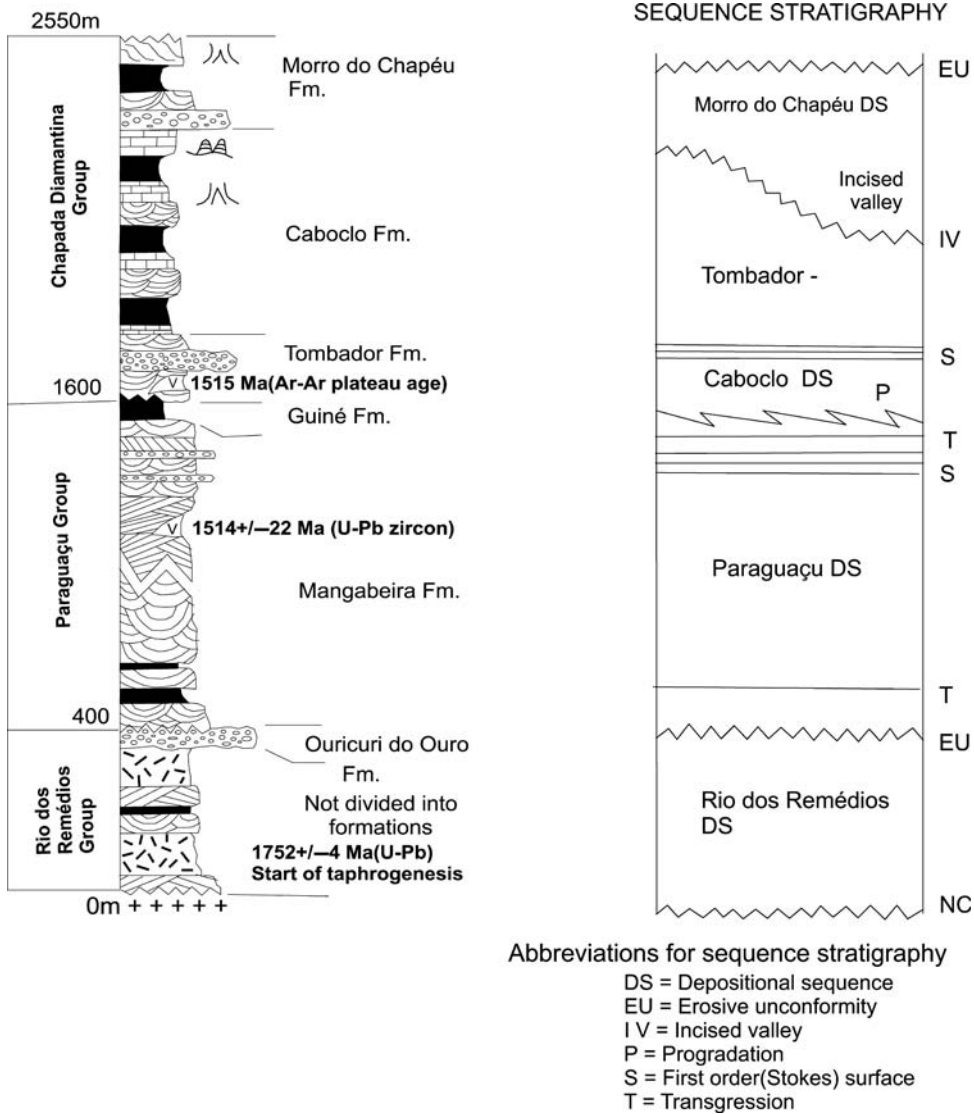 2550m
Chapada Diamantina
Group
1600
Paraguaçu Group
400
Rio dos
Remédios
Group
0m + + + + +
Morro do Chapéu
Fm.
Caboclo Fm.
Tombador Fm.
V
1515 Ma(Ar-Ar plateau age)
Guiné Fm.
V
1514+/—22 Ma (U-Pb zircon)
Mangabeira Fm.
Ouricuri do Ouro
Fm.
Not divided into
formations
1752+/—4 Ma(U-Pb)
Start of taphrogenesis
SEQUENCE STRATIGRAPHY
EU
Morro do Chapéu DS
Incised
valley
IV
Tombador -
S
Caboclo DS
P
T
S
Paraguaçu DS
T
EU
Rio dos Remédios
DS
NC
Abbreviations for sequence stratigraphy
DS = Depositional sequence
EU = Erosive unconformity
I V = Incised valley
P = Progradation
S = First order(Stokes) surface
T = Transgression